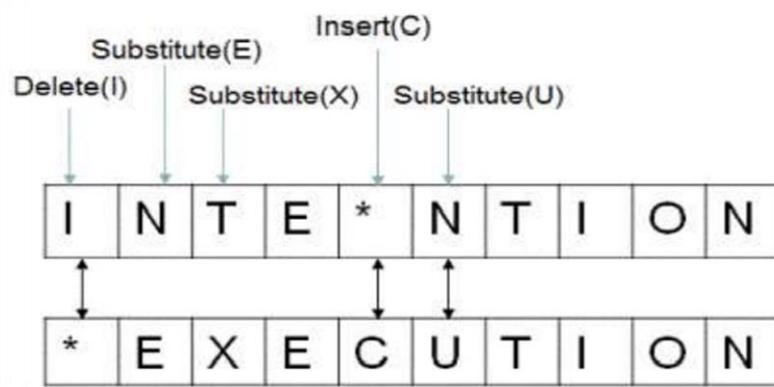 Insert(C)
Substitute(E)
Delete(I)
Substitute(X) Substitute(U)
I N T E * N T I O N
* E X E C U T I O N